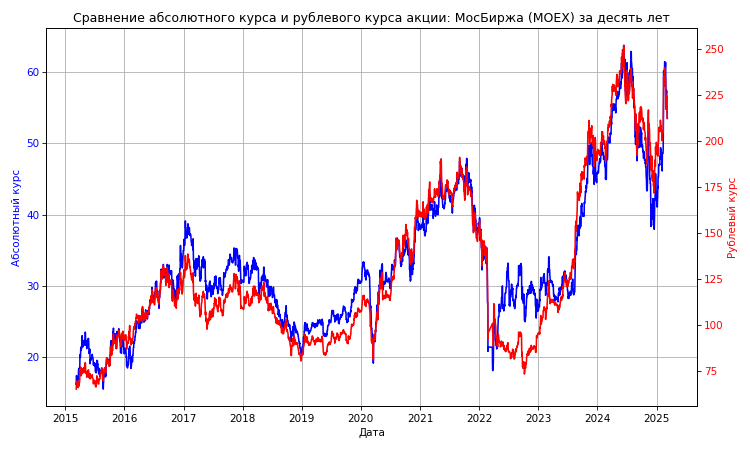 Сравнение абсолютного курса и рублевого курса акции: МосБиржа (MOEX) за десять лет
Абсолютный курс
60
50
40
30
20
250
225
200
175
150
125
100
75
Рублевый курс
2015 2016 2017 2018 2019 2020 2021 2022 2023 2024 2025
Дата